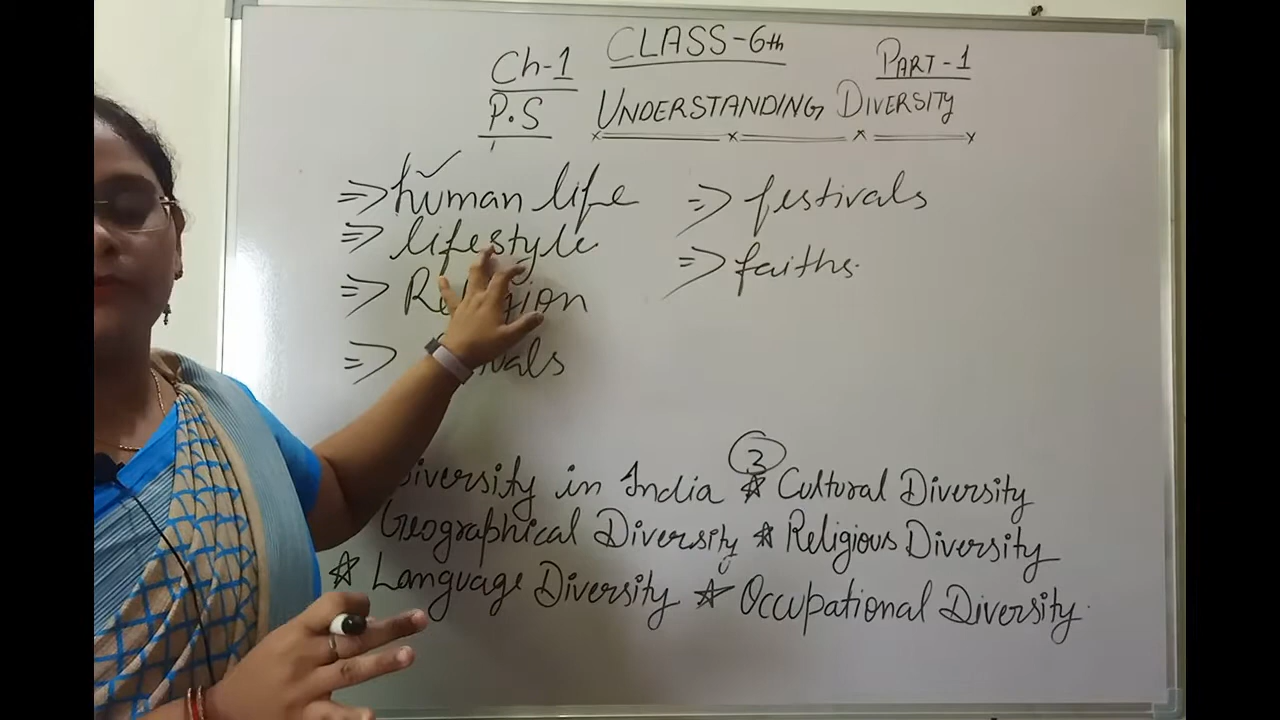 CLASS-6th
Ch-1 PART-1
P.S UNDERSTANDING DIVERSITY
⇒ human life ⇒ festivals
⇒ lifestyle ⇒ faiths.
⇒ Religion
⇒
3
Diversity in India ☆ Cultural Diversity
Geographical Diversity ☆ Religious Diversity
☆ Language Diversity ☆ Occupational Diversity.